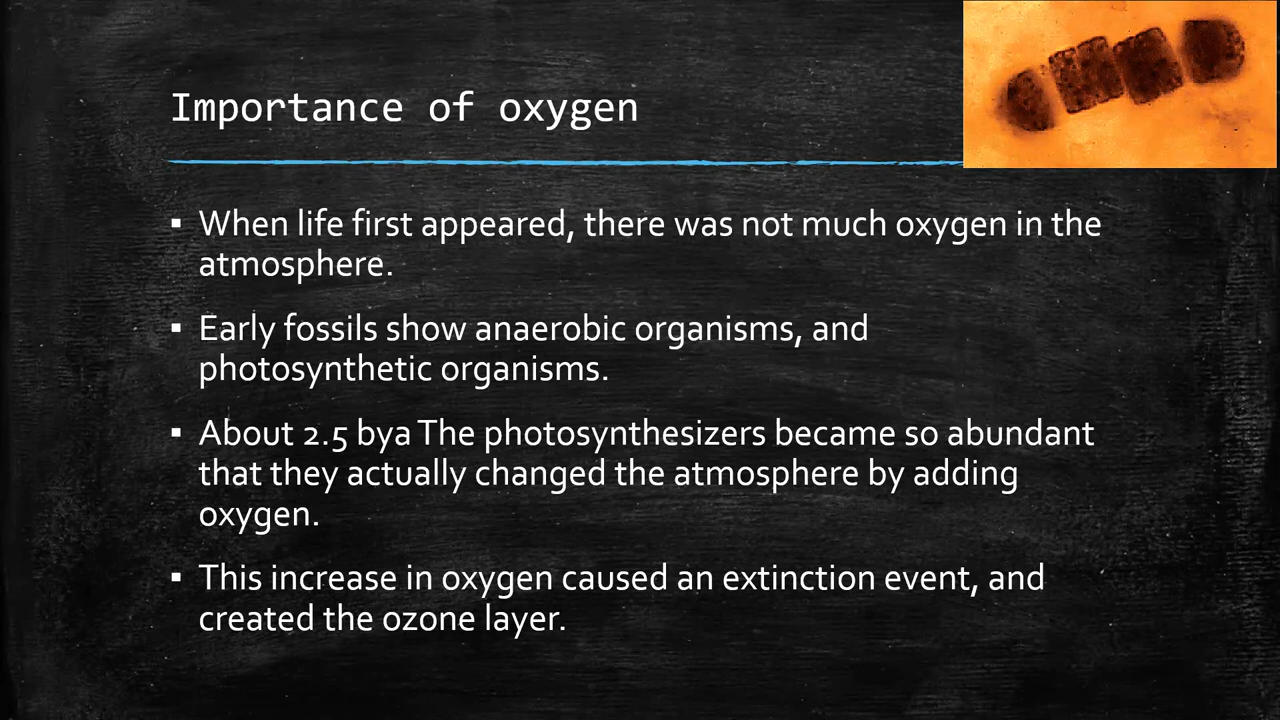 Importance of oxygen
▪ When life first appeared, there was not much oxygen in the
atmosphere.
▪ Early fossils show anaerobic organisms, and
photosynthetic organisms.
▪ About 2.5 bya The photosynthesizers became so abundant
that they actually changed the atmosphere by adding
oxygen.
▪ This increase in oxygen caused an extinction event, and
created the ozone layer.